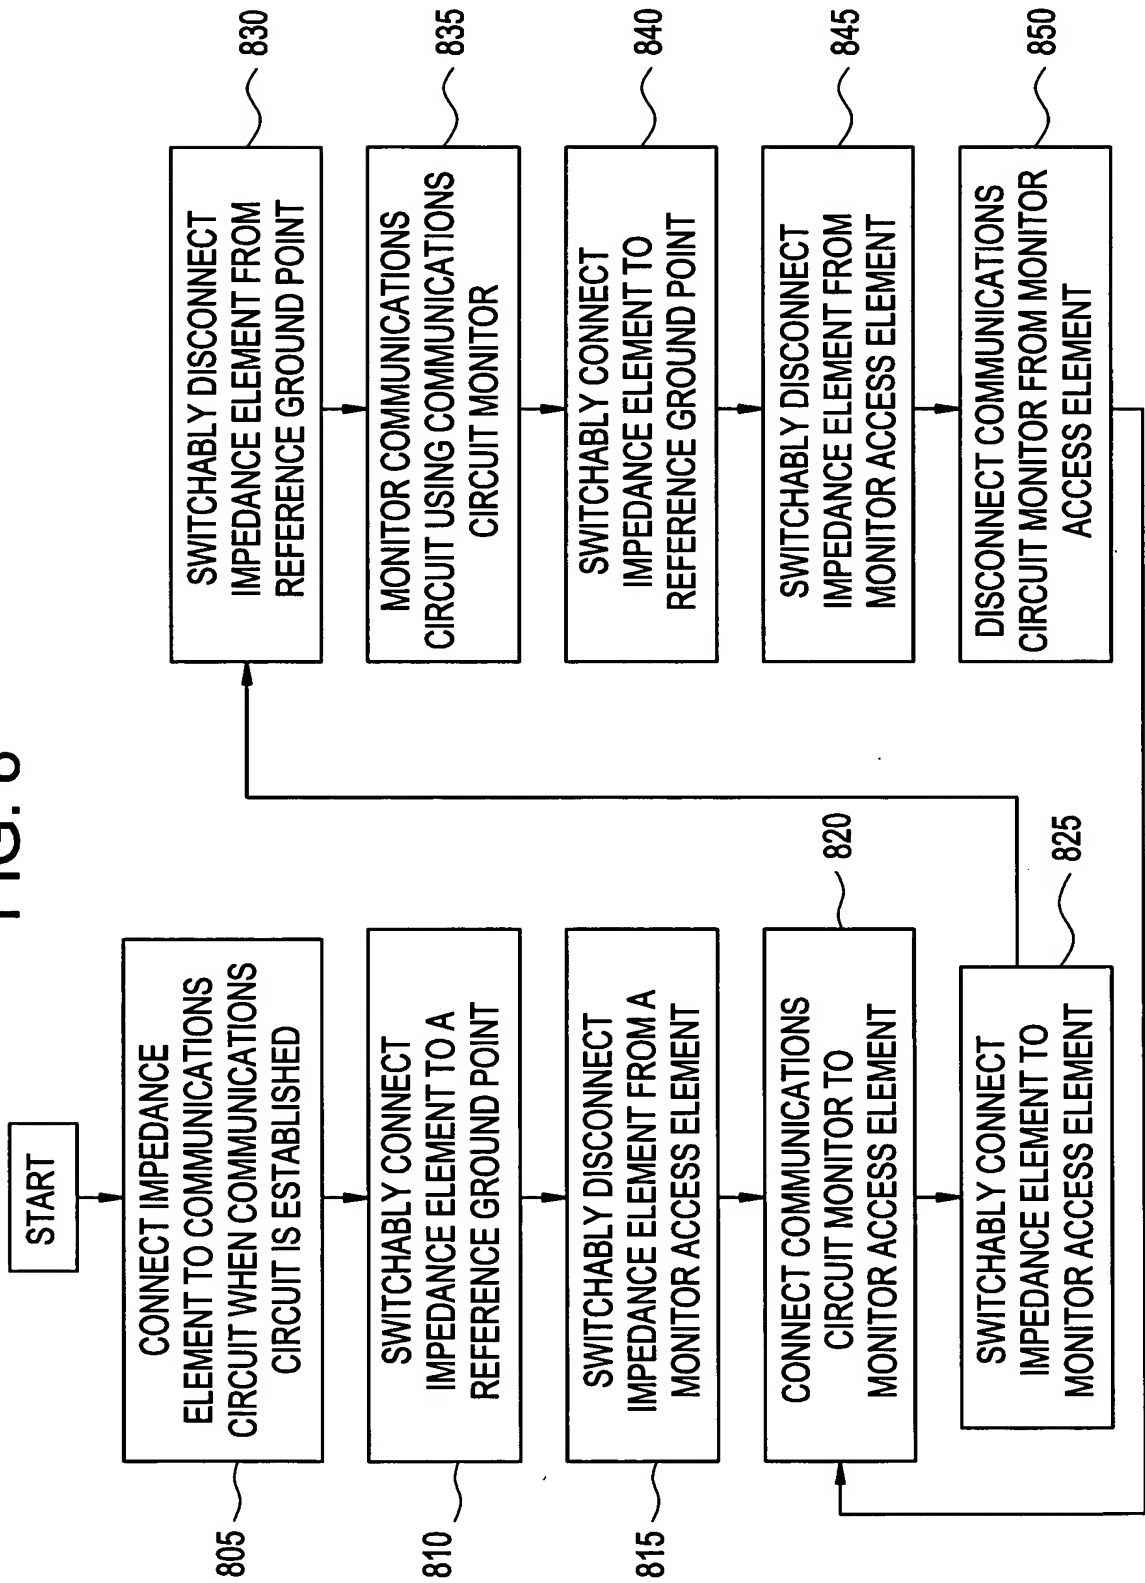 FIG. 8
START
CONNECT IMPEDANCE
ELEMENT TO COMMUNICATIONS
CIRCUIT WHEN COMMUNICATIONS
CIRCUIT IS ESTABLISHED
805
SWITCHABLY CONNECT
IMPEDANCE ELEMENT TO A
REFERENCE GROUND POINT
810
SWITCHABLY DISCONNECT
IMPEDANCE ELEMENT FROM A
MONITOR ACCESS ELEMENT
815
CONNECT COMMUNICATIONS
CIRCUIT MONITOR TO
MONITOR ACCESS ELEMENT
820
SWITCHABLY CONNECT
IMPEDANCE ELEMENT TO
MONITOR ACCESS ELEMENT
825
SWITCHABLY DISCONNECT
IMPEDANCE ELEMENT FROM
REFERENCE GROUND POINT
830
MONITOR COMMUNICATIONS
CIRCUIT USING COMMUNICATIONS
CIRCUIT MONITOR
835
SWITCHABLY CONNECT
IMPEDANCE ELEMENT TO
REFERENCE GROUND POINT
840
SWITCHABLY DISCONNECT
IMPEDANCE ELEMENT FROM
MONITOR ACCESS ELEMENT
845
DISCONNECT COMMUNICATIONS
CIRCUIT MONITOR FROM MONITOR
ACCESS ELEMENT
850